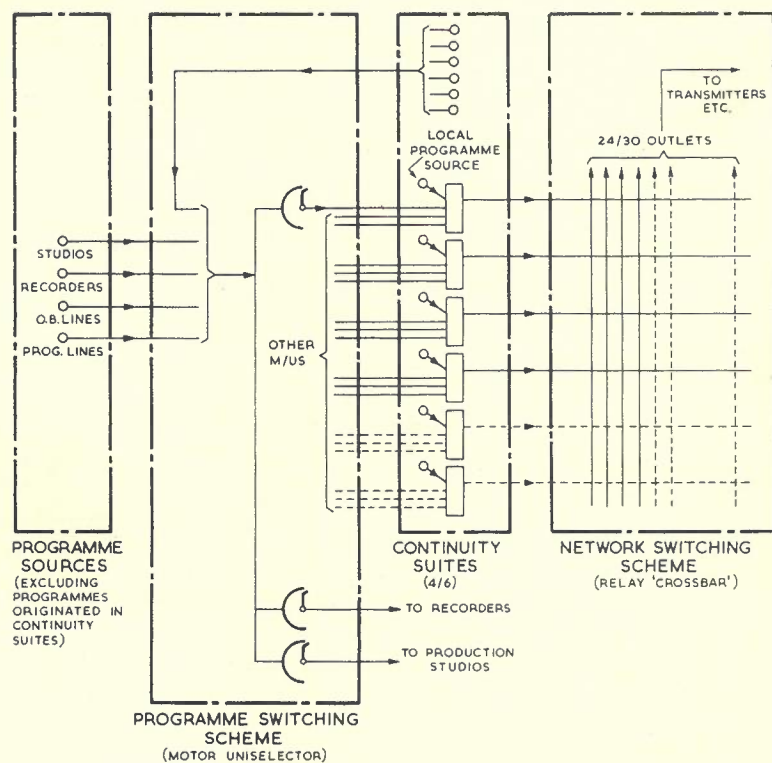 TO
TRANSMITTERS
ETC.
24/30 OUTLETS
LOCAL
PROGRAMME
SOURCE
STUDIOS
RECORDERS
O.B. LINES
PROG. LINES
OTHER
M/US
PROGRAMME
SOURCES
(EXCLUDING
PROGRAMMES
ORIGINATED IN
CONTINUITY
SUITES)
CONTINUITY
SUITES
(4/6)
NETWORK SWITCHING
SCHEME
(RELAY 'CROSSBAR')
TO RECORDERS
TO PRODUCTION
STUDIOS
PROGRAMME SWITCHING
SCHEME
(MOTOR UNISELECTOR)